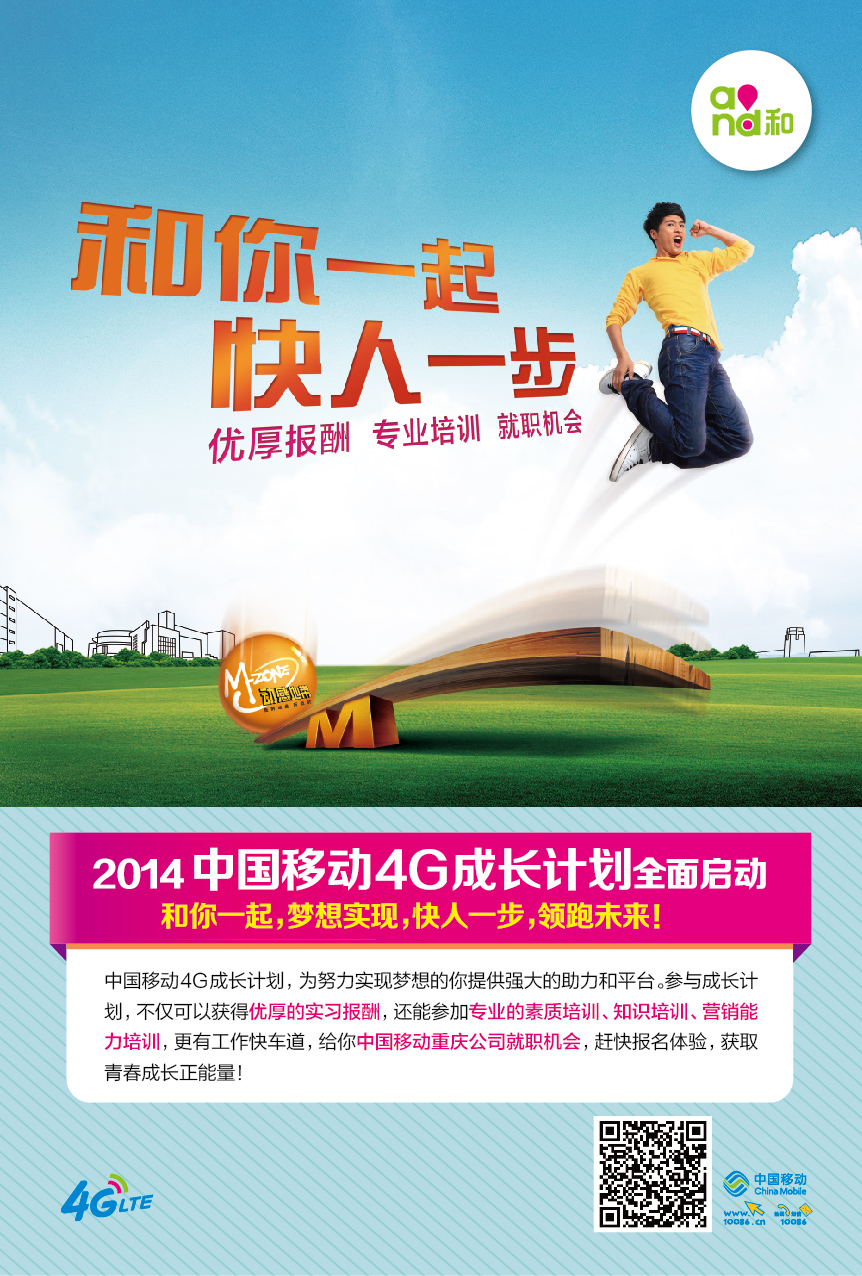 and和
和你一起
快人一步
优厚报酬 专业培训 就职机会
M-ZONE
动感地带
M
2014 中国移动4G成长计划全面启动
和你一起，梦想实现，快人一步，领跑未来！
中国移动4G成长计划，为努力实现梦想的你提供强大的助力和平台。参与成长计
划，不仅可以获得优厚的实习报酬，还能参加专业的素质培训、知识培训、营销能
力培训，更有工作快车道，给你中国移动重庆公司就职机会，赶快报名体验，获取
青春成长正能量！
4G LTE
中国移动
China Mobile
www.
10086.cn 10086